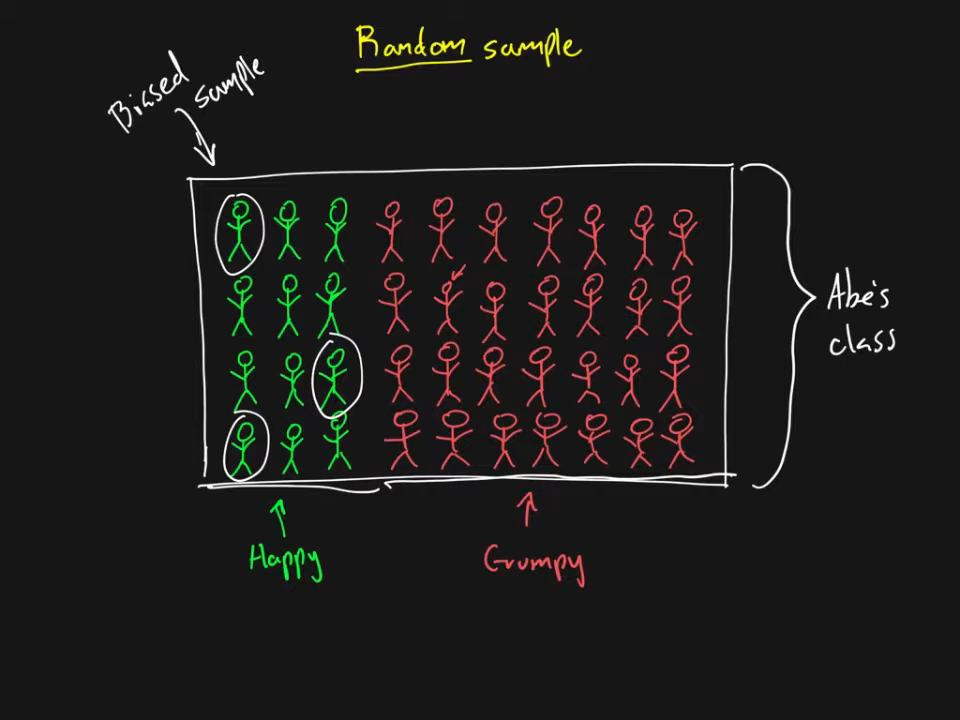 Random sample
Biased
sample
Abe's
class
Happy
Grumpy